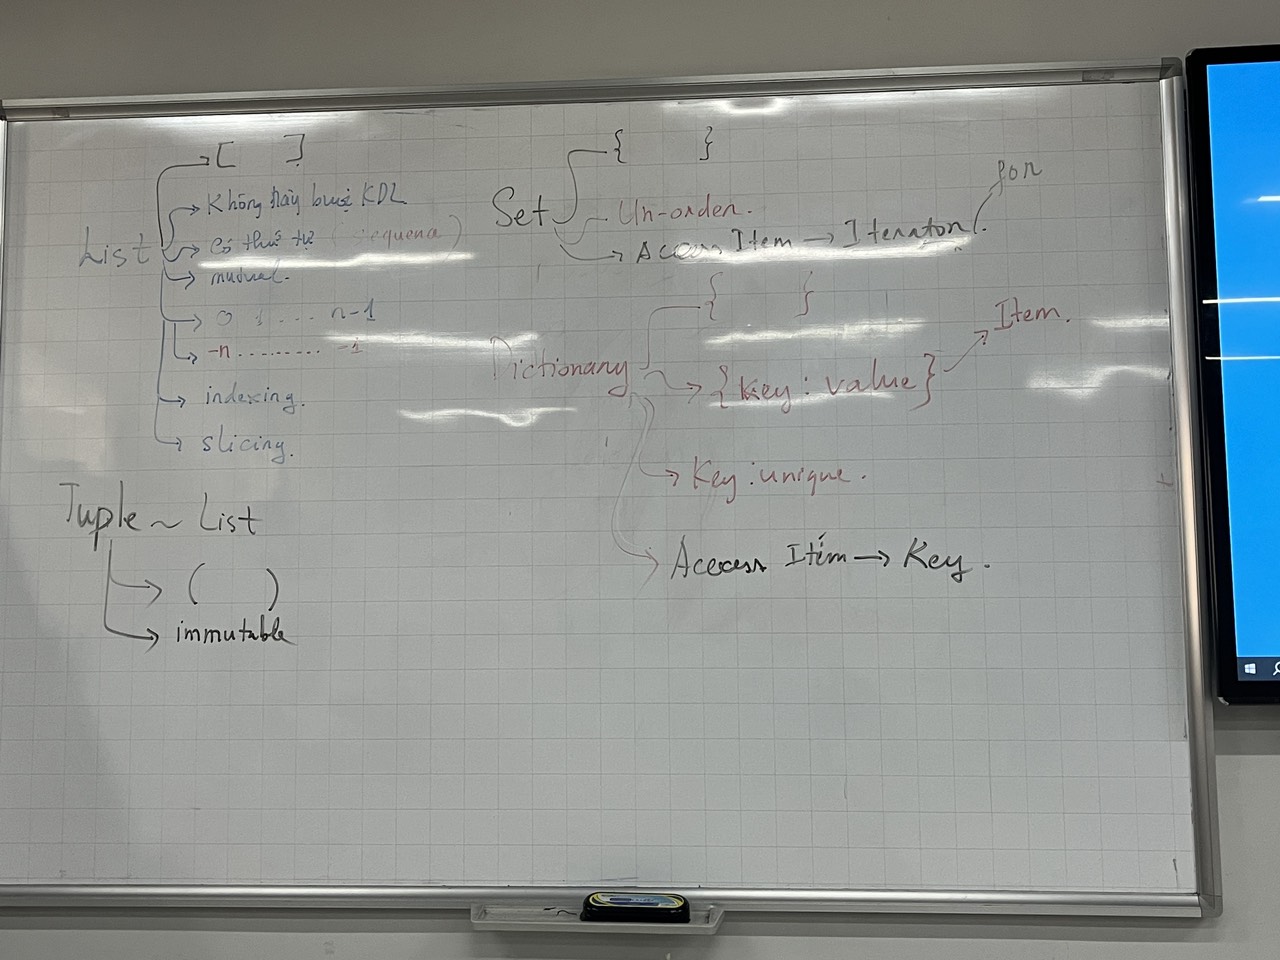 List
[ ]
Không ràng buộc KDL
Có thứ tự (sequence)
mutual.
0 1 ... n-1
-n ......... -1
indexing.
slicing.
Tuple ~ List
( )
immutable
Set
{ }
Un-order.
Access Item → Iterator (.
for
Dictionary
{ }
{Key : value}
Item.
Key : unique.
Access Item → Key.